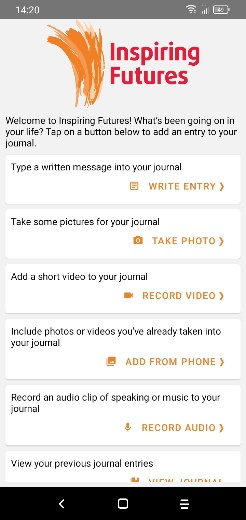 14:20
Inspiring
Futures
Welcome to Inspiring Futures! What's been going on in
your life? Tap on a button below to add an entry to your
journal.
Type a written message into your journal
WRITE ENTRY ❯
Take some pictures for your journal
TAKE PHOTO ❯
Add a short video to your journal
RECORD VIDEO ❯
Include photos or videos you've already taken into
your journal
ADD FROM PHONE ❯
Record an audio clip of speaking or music to your
journal
RECORD AUDIO ❯
View your previous journal entries
VIEW JOURNAL